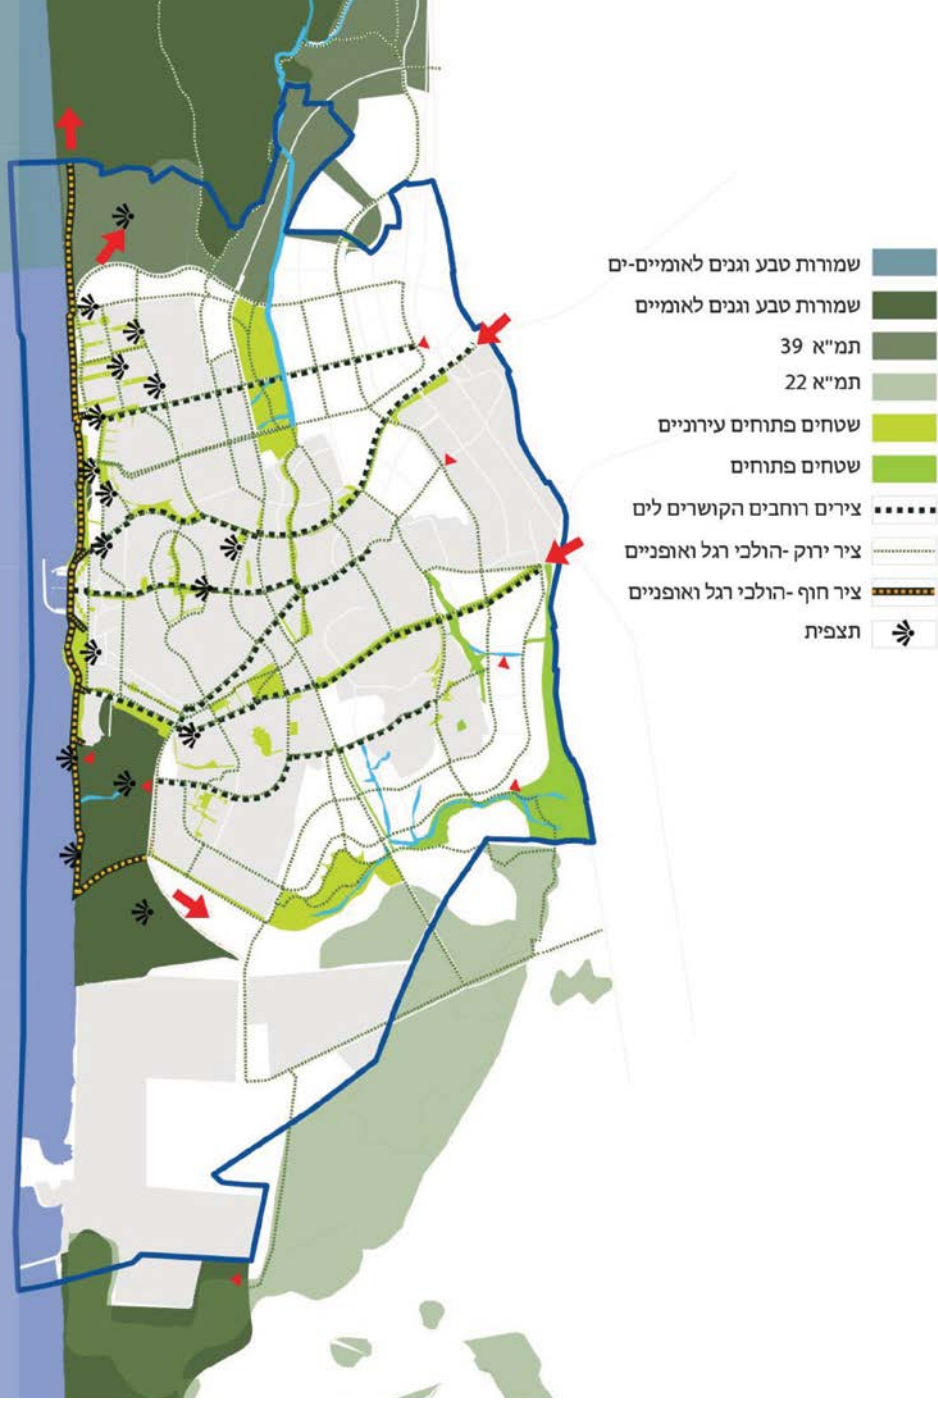 שמורות טבע וגנים לאומיים-ים
שמורות טבע וגנים לאומיים
תמ"א 39
תמ"א 22
שטחים פתוחים עירוניים
שטחים פתוחים
צירים רוחבים הקושרים לים
ציר ירוק -הולכי רגל ואופניים
ציר חוף -הולכי רגל ואופניים
תצפית